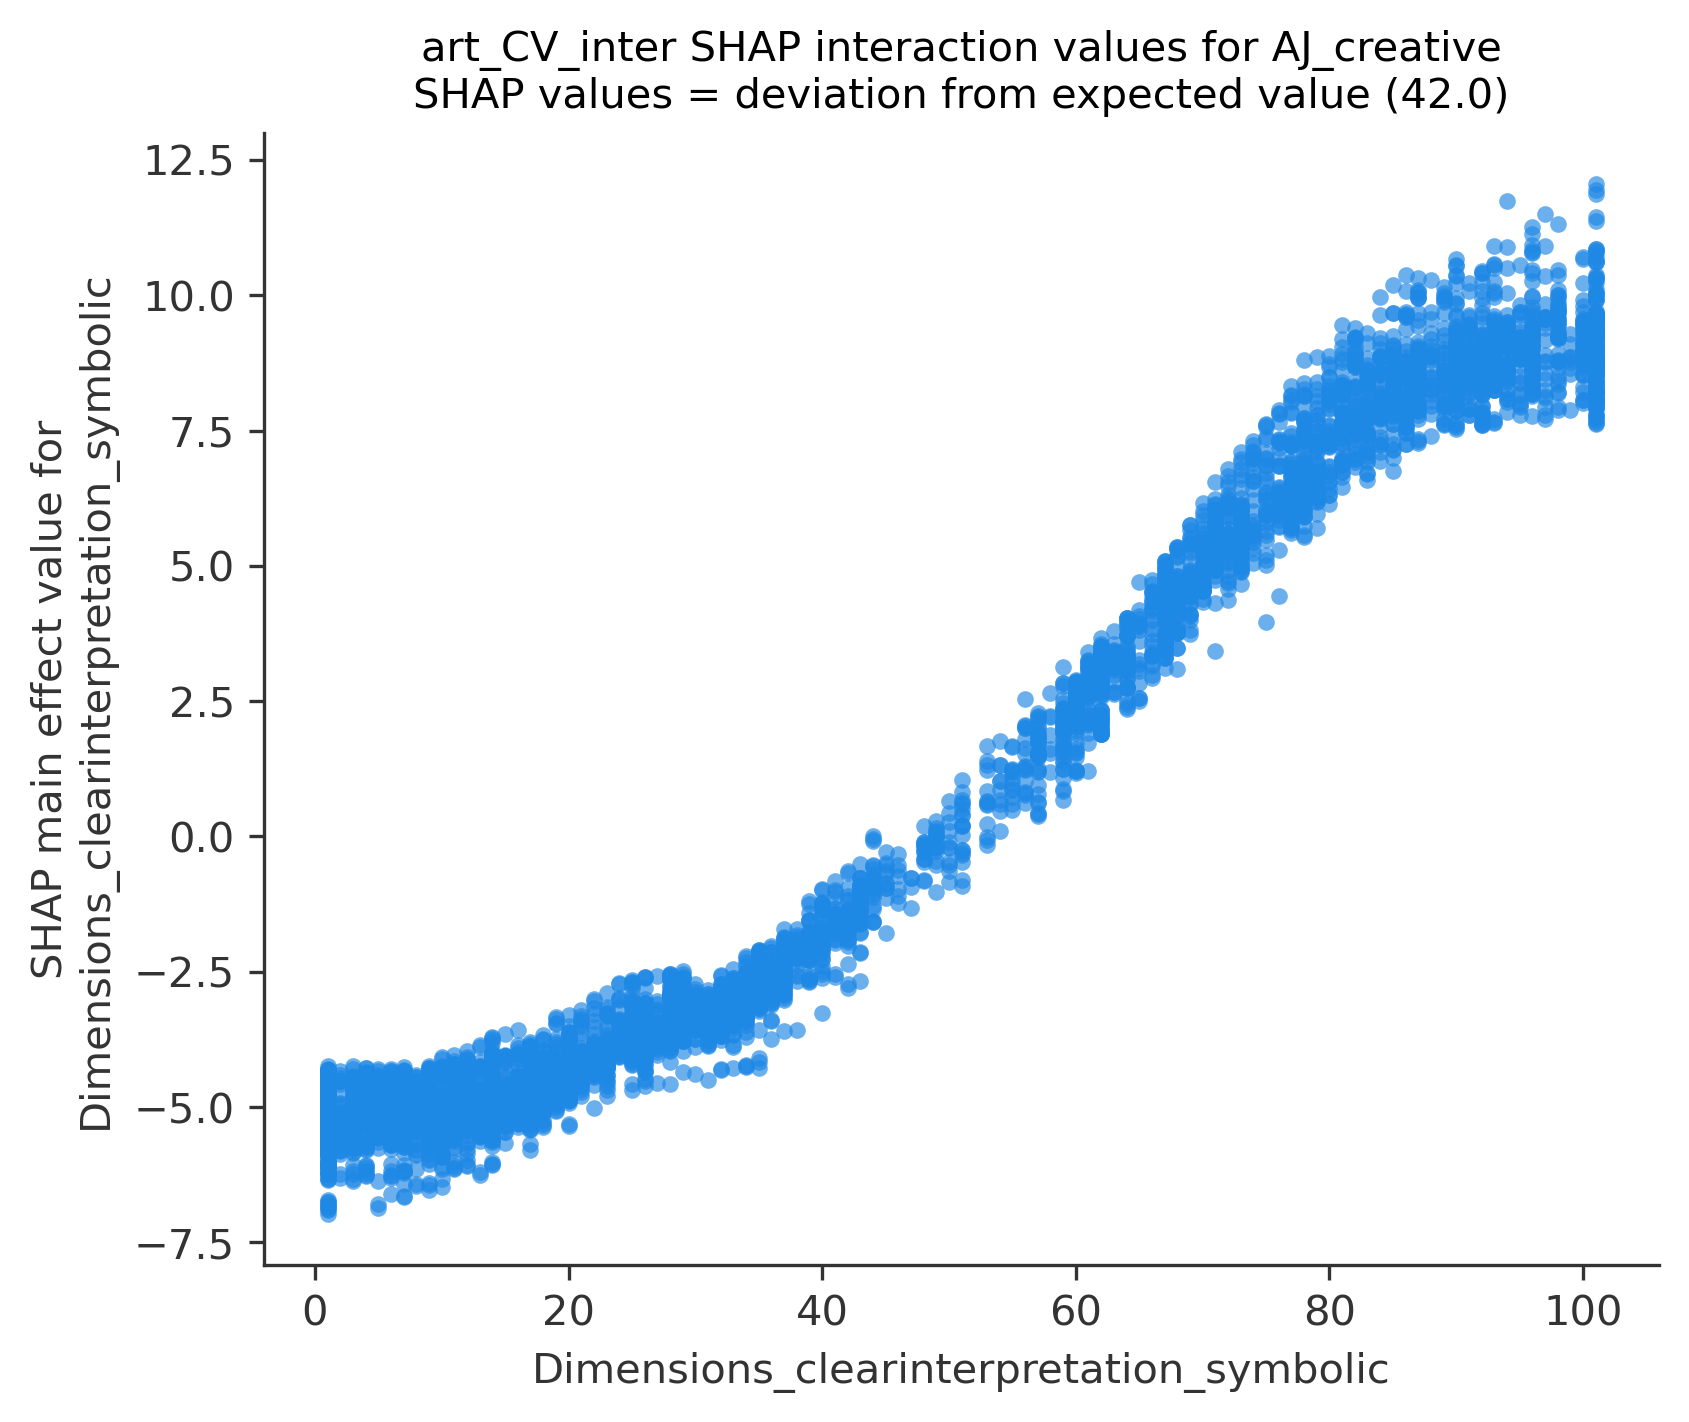 art_CV_inter SHAP interaction values for AJ_creative
SHAP values = deviation from expected value (42.0)
SHAP main effect value for
Dimensions_clearinterpretation_symbolic
12.5
10.0
7.5
5.0
2.5
0.0
−2.5
−5.0
−7.5
0 20 40 60 80 100
Dimensions_clearinterpretation_symbolic